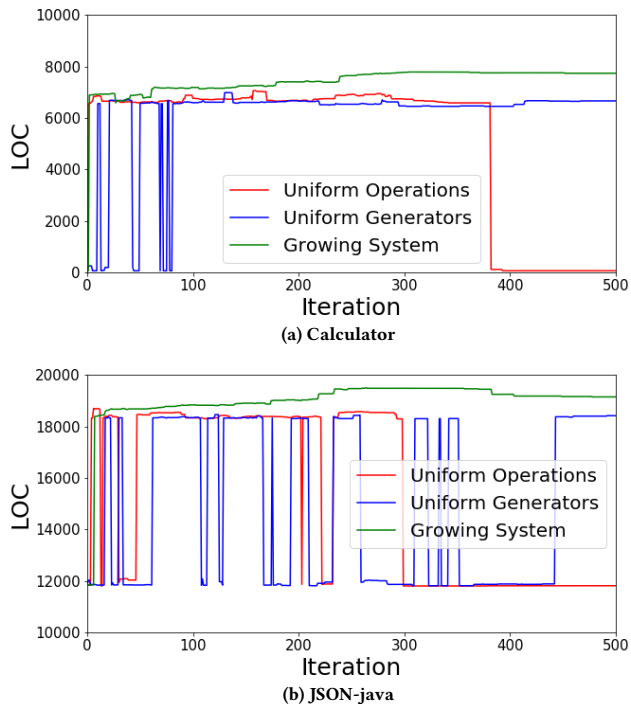 10000
8000
6000
4000
2000
0
LOC
Uniform Operations
Uniform Generators
Growing System
0 100 200 300 400 500
Iteration
(a) Calculator
20000
18000
16000
14000
12000
10000
LOC
Uniform Operations
Uniform Generators
Growing System
0 100 200 300 400 500
Iteration
(b) JSON-java